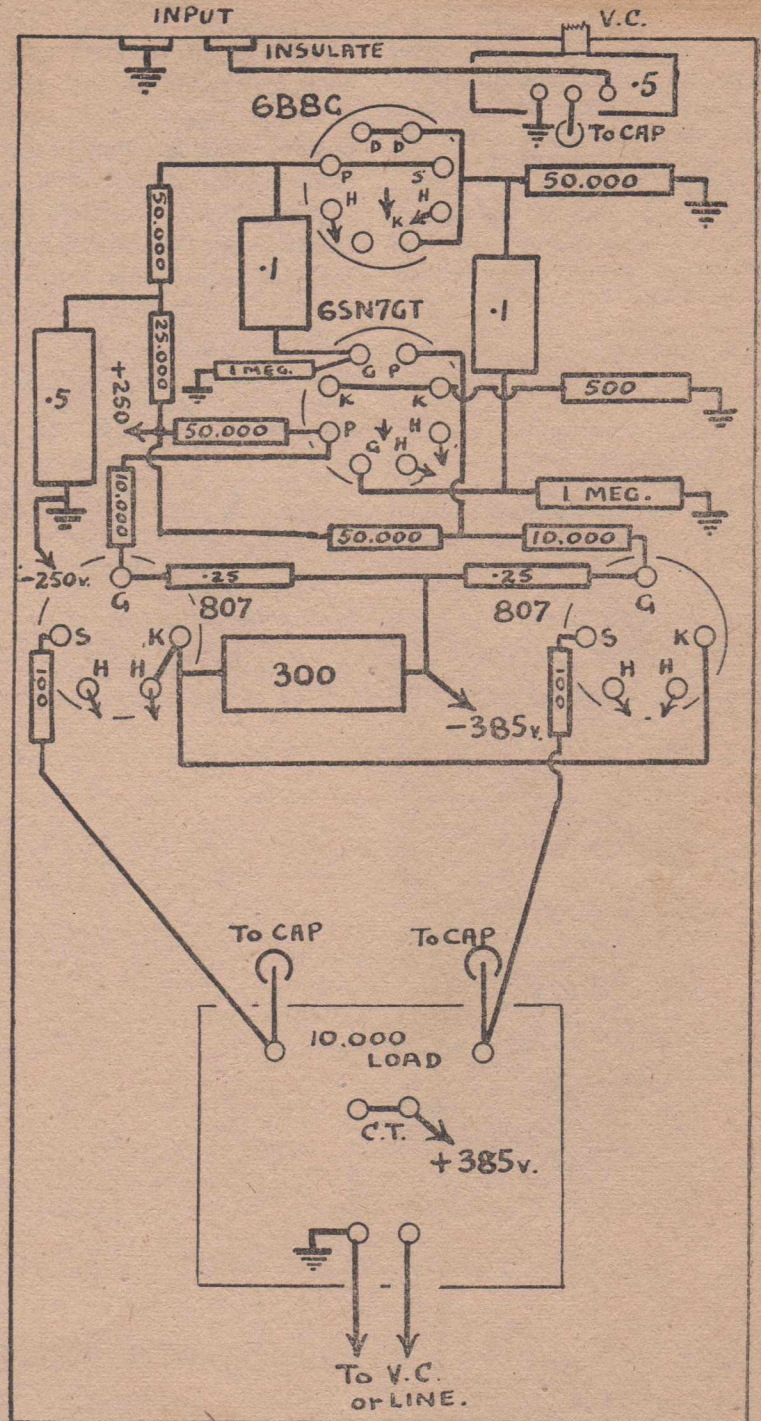 INPUT
V.C.
INSULATE
.5
To CAP
6B8G
D D
P S
H H
K
50.000
50.000
.1
.1
6SN7GT
25.000
1 MEG.
G P
K K
500
.5
+250
50.000
P H
G H
10.000
1 MEG.
50.000
10.000
-250v.
G
.25
.25
G
807
807
S K
S K
H H
H H
100
300
100
-385v.
To CAP
To CAP
10.000
LOAD
C.T.
+385v.
To V.C.
or LINE.